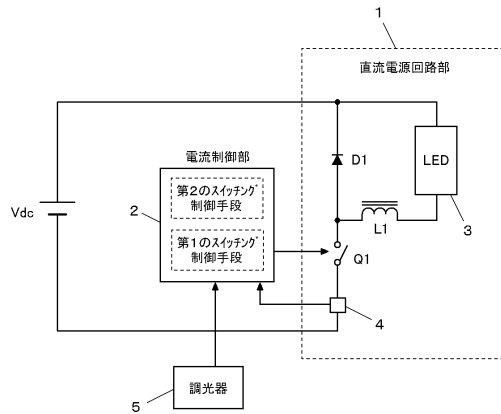 1
直流電源回路部
電流制御部
D1
LED
第2のスイッチング
制御手段
2
Vdc
L1
3
第1のスイッチング
制御手段
Q1
4
調光器
5